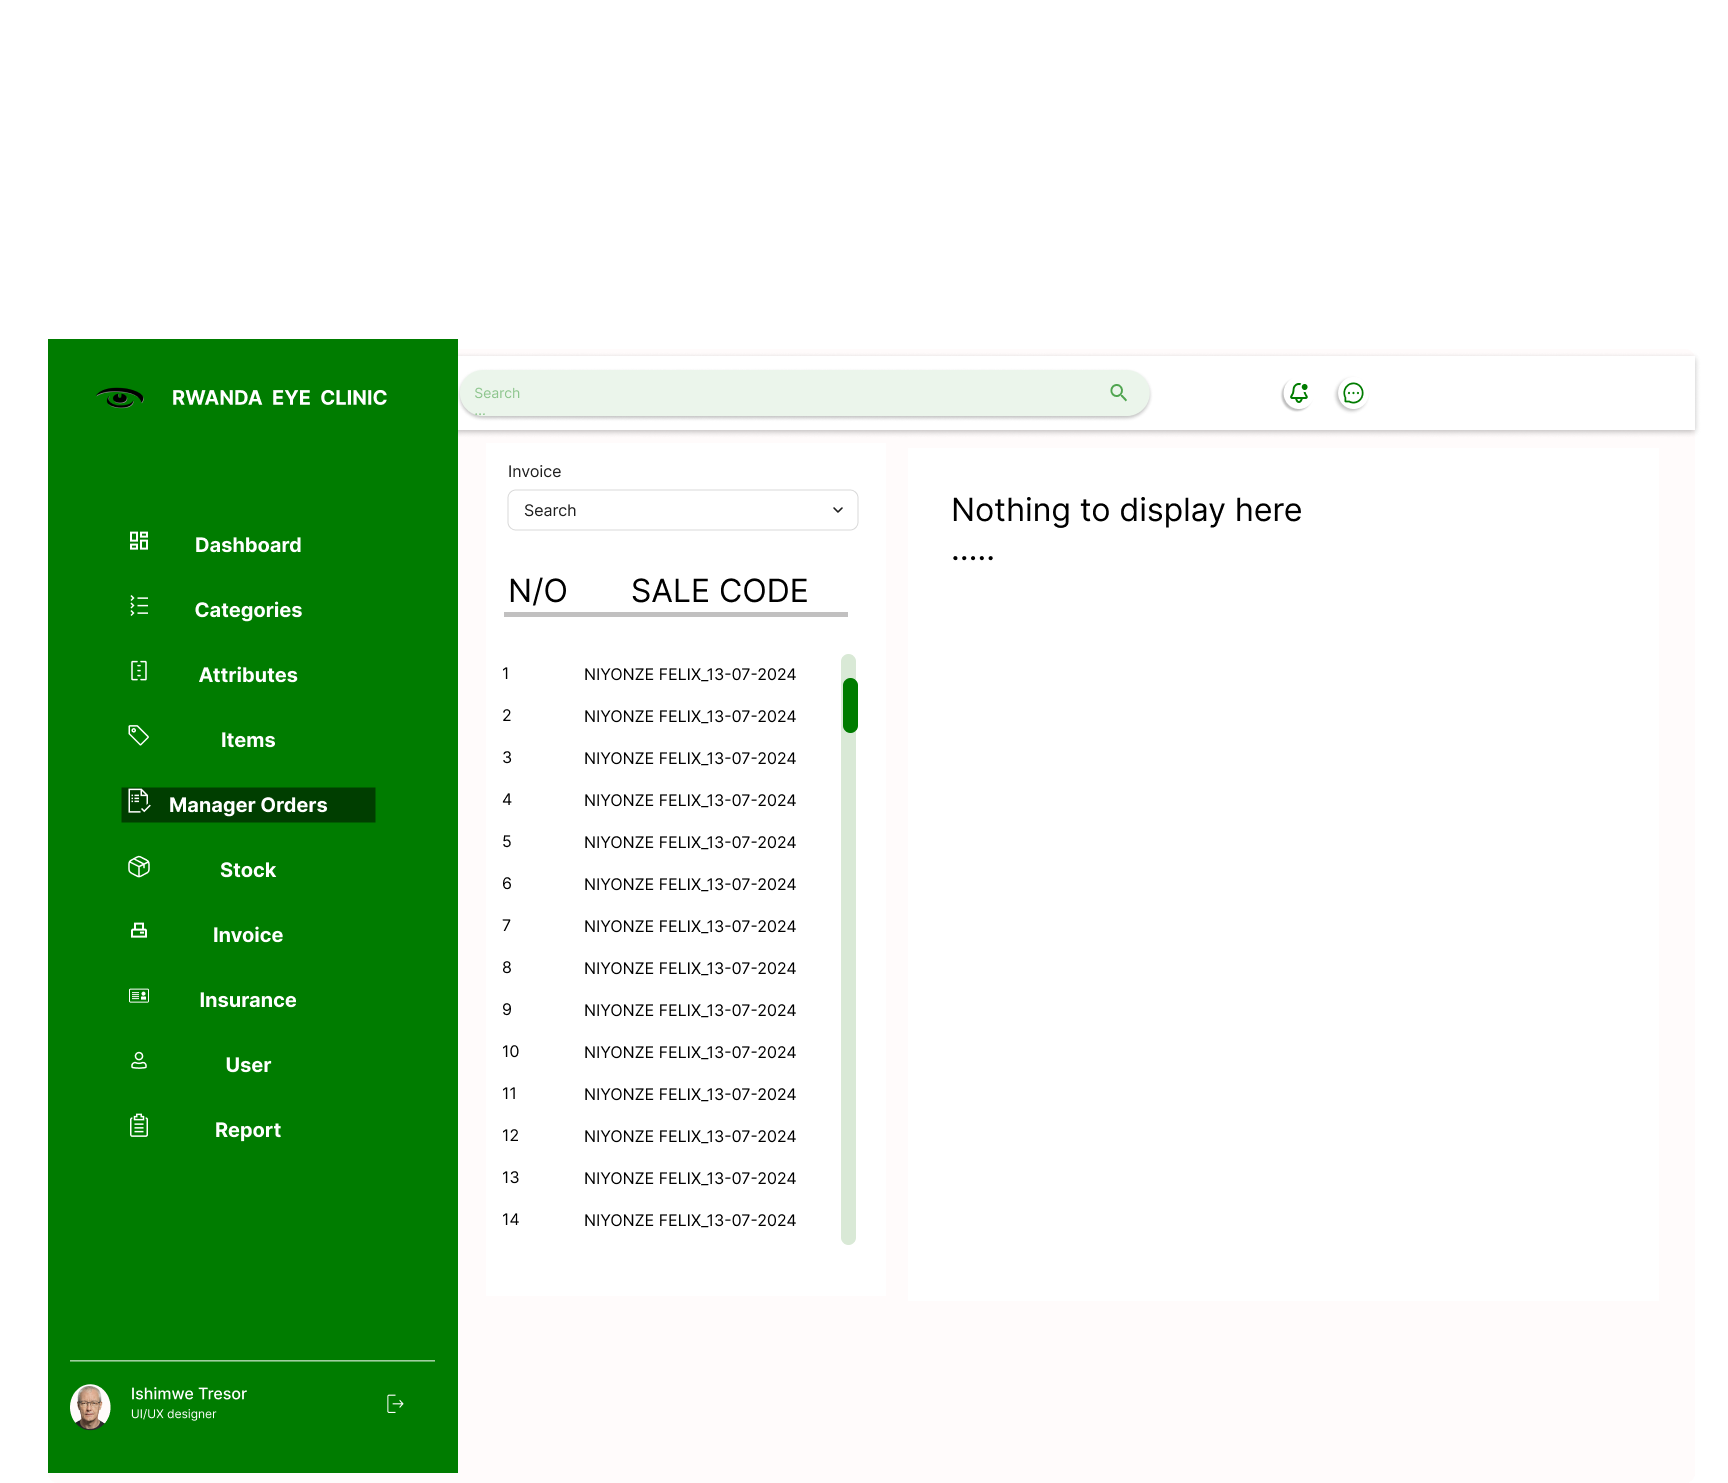 RWANDA EYE CLINIC
Search
...
Dashboard
Categories
Attributes
Items
Manager Orders
Stock
Invoice
Insurance
User
Report
Ishimwe Tresor
UI/UX designer
Invoice
Search
N/O SALE CODE
1 NIYONZE FELIX_13-07-2024
2 NIYONZE FELIX_13-07-2024
3 NIYONZE FELIX_13-07-2024
4 NIYONZE FELIX_13-07-2024
5 NIYONZE FELIX_13-07-2024
6 NIYONZE FELIX_13-07-2024
7 NIYONZE FELIX_13-07-2024
8 NIYONZE FELIX_13-07-2024
9 NIYONZE FELIX_13-07-2024
10 NIYONZE FELIX_13-07-2024
11 NIYONZE FELIX_13-07-2024
12 NIYONZE FELIX_13-07-2024
13 NIYONZE FELIX_13-07-2024
14 NIYONZE FELIX_13-07-2024
Nothing to display here
.....